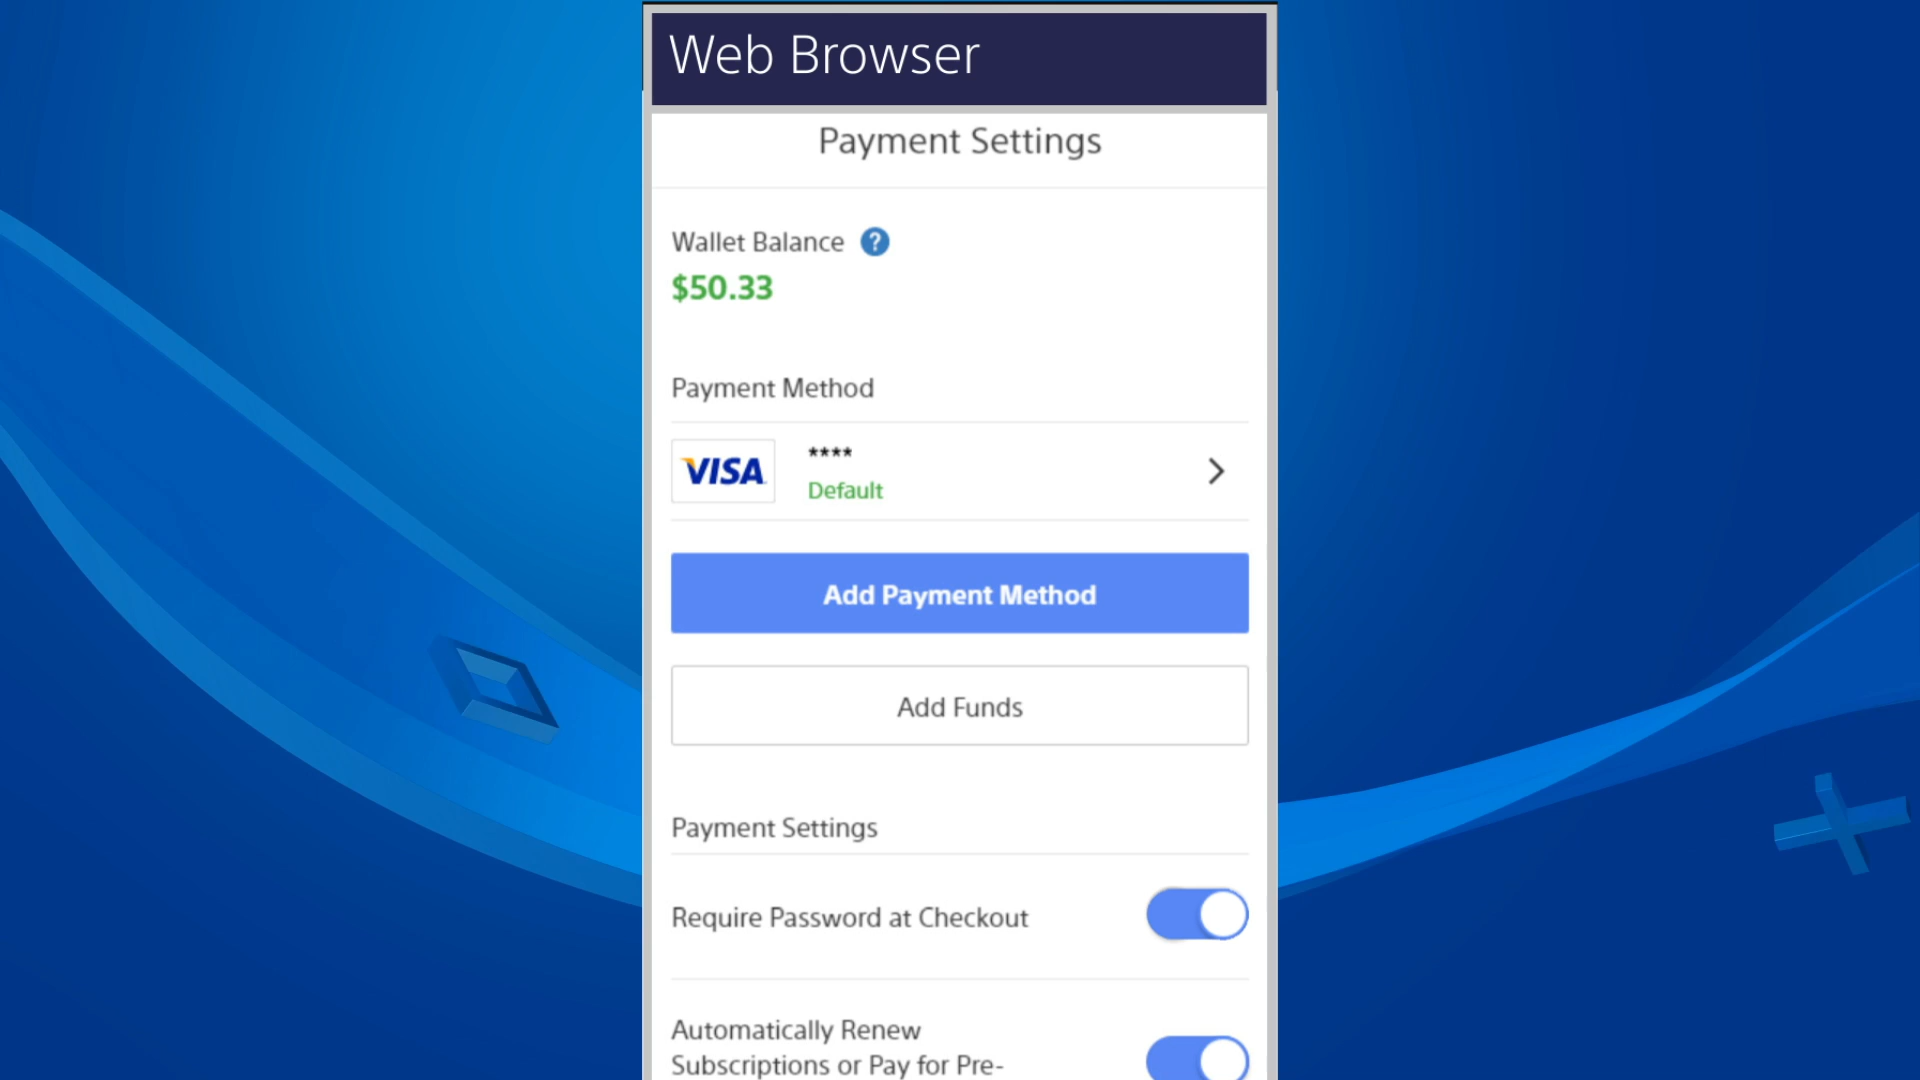 Web Browser
Payment Settings
Wallet Balance ?
$50.33
Payment Method
VISA
****
Default
Add Payment Method
Add Funds
Payment Settings
Require Password at Checkout
Automatically Renew
Subscriptions or Pay for Pre-